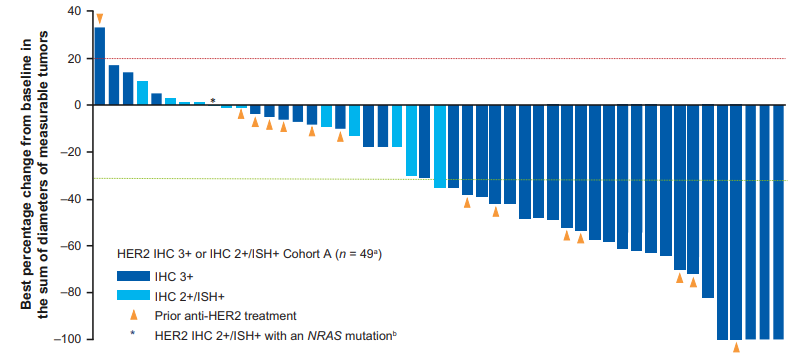 Best percentage change from baseline in
the sum of diameters of measurable tumors
40
20
0
–20
–40
–60
–80
–100
*
HER2 IHC 3+ or IHC 2+/ISH+ Cohort A (n = 49ᵃ)
IHC 3+
IHC 2+/ISH+
Prior anti-HER2 treatment
* HER2 IHC 2+/ISH+ with an NRAS mutationᵇ